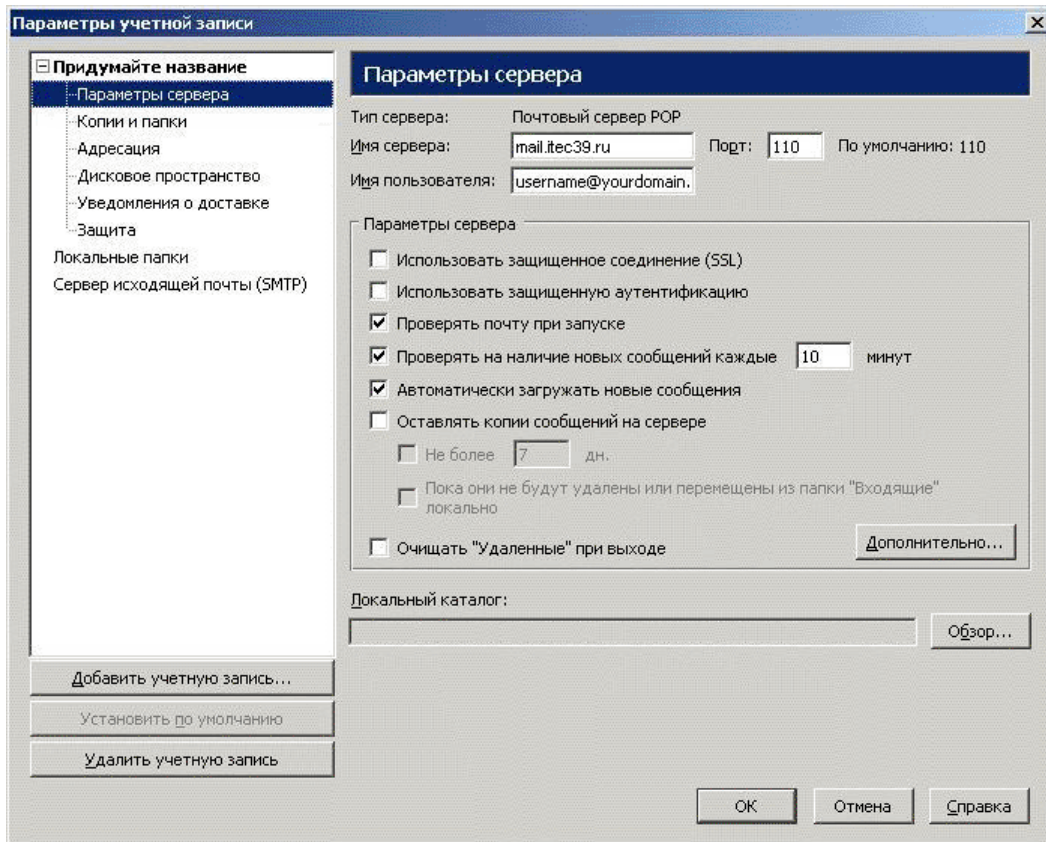 Параметры учетной записи
Придумайте название
Параметры сервера
Копии и папки
Адресация
Дисковое пространство
Уведомления о доставке
Защита
Локальные папки
Сервер исходящей почты (SMTP)
Добавить учетную запись...
Установить по умолчанию
Удалить учетную запись
Параметры сервера
Тип сервера: Почтовый сервер POP
Имя сервера: mail.itec39.ru Порт: 110 По умолчанию: 110
Имя пользователя: username@yourdomain.
Параметры сервера
Использовать защищенное соединение (SSL)
Использовать защищенную аутентификацию
Проверять почту при запуске
Проверять на наличие новых сообщений каждые 10 минут
Автоматически загружать новые сообщения
Оставлять копии сообщений на сервере
Не более 7 дн.
Пока они не будут удалены или перемещены из папки "Входящие"
локально
Очищать "Удаленные" при выходе
Дополнительно...
Локальный каталог:
Обзор...
ОК Отмена Справка